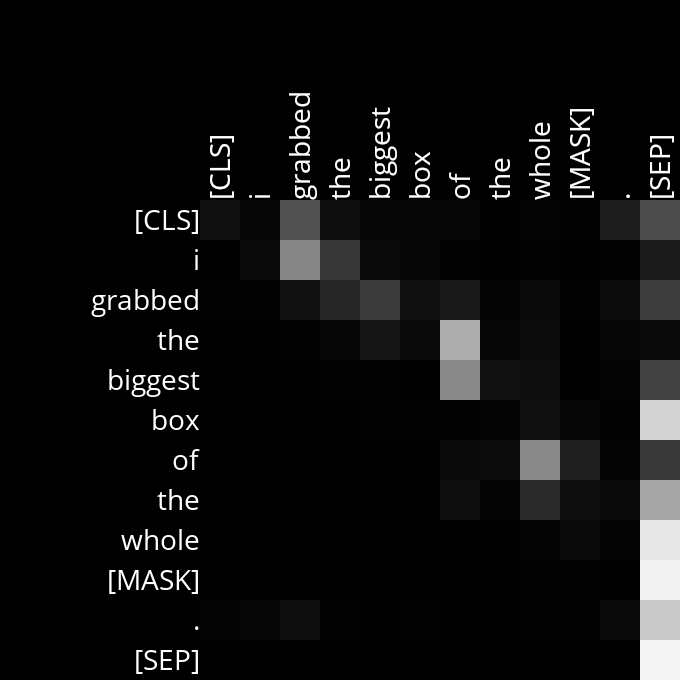 [CLS] i grabbed the biggest box of the whole [MASK] . [SEP]
[CLS]
i
grabbed
the
biggest
box
of
the
whole
[MASK]
.
[SEP]